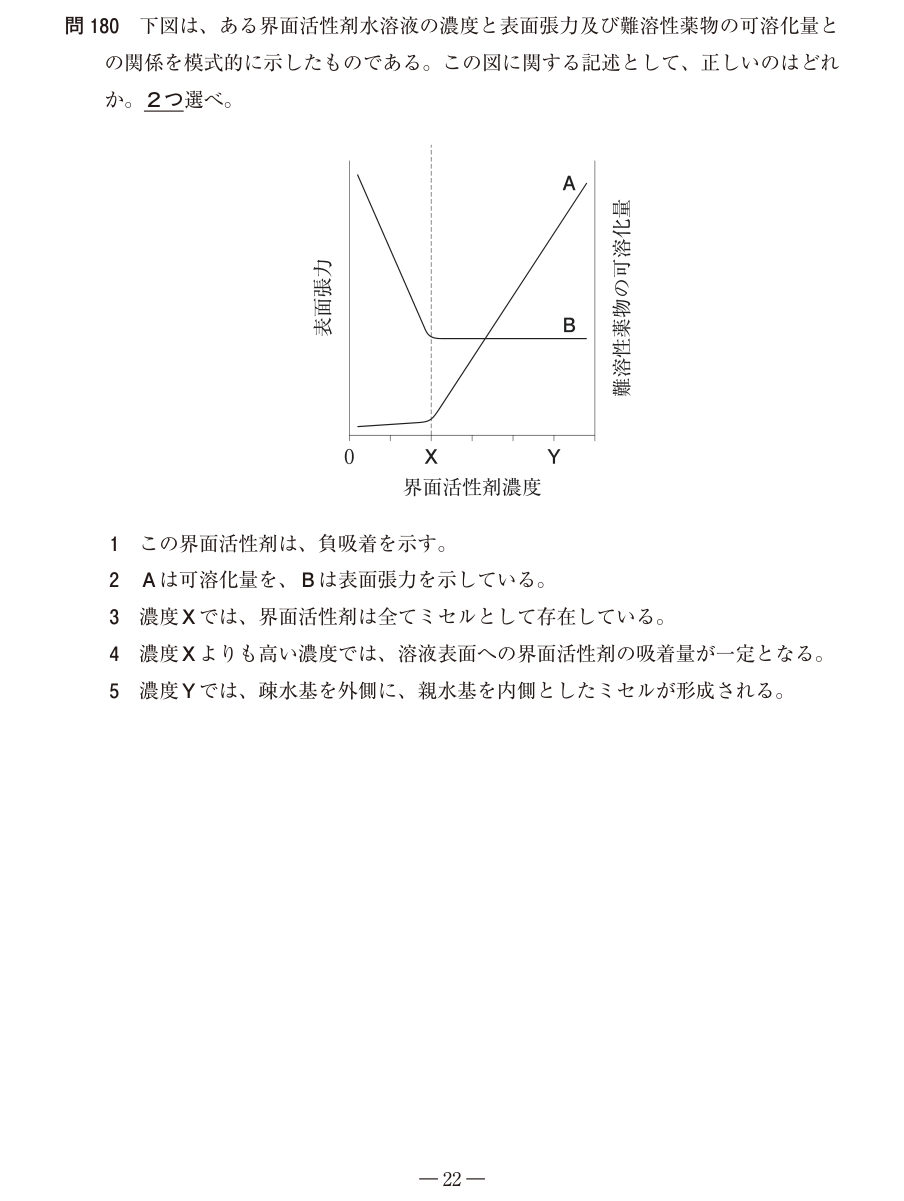 問 180 下図は、ある界面活性剤水溶液の濃度と表面張力及び難溶性薬物の可溶化量と
の関係を模式的に示したものである。この図に関する記述として、正しいのはどれ
か。2つ選べ。
A
B
表面張力
難溶性薬物の可溶化量
0 X Y
界面活性剤濃度
1 この界面活性剤は、負吸着を示す。
2 Aは可溶化量を、Bは表面張力を示している。
3 濃度Xでは、界面活性剤は全てミセルとして存在している。
4 濃度Xよりも高い濃度では、溶液表面への界面活性剤の吸着量が一定となる。
5 濃度Yでは、疎水基を外側に、親水基を内側としたミセルが形成される。
― 22 ―